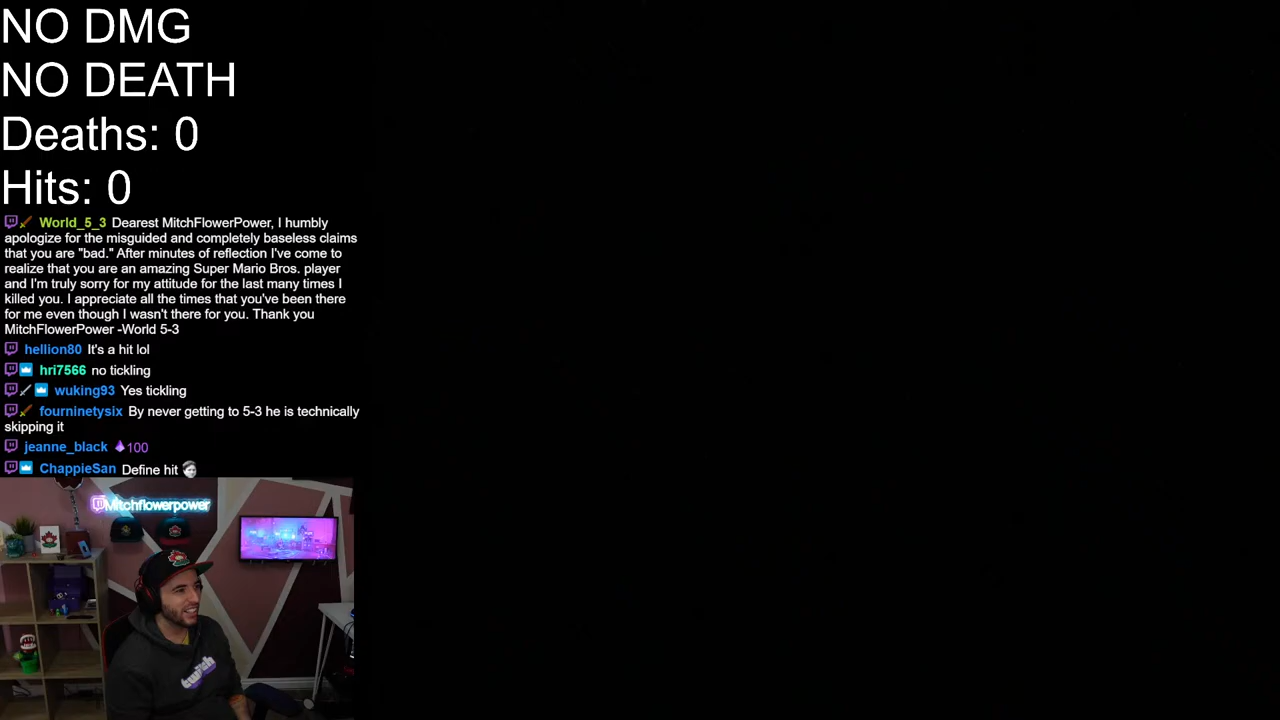 NO DMG
NO DEATH
Deaths: 0
Hits: 0
World_5_3 Dearest MitchFlowerPower, I humbly
apologize for the misguided and completely baseless claims
that you are "bad." After minutes of reflection I've come to
realize that you are an amazing Super Mario Bros. player
and I'm truly sorry for my attitude for the last many times I
killed you. I appreciate all the times that you've been there
for me even though I wasn't there for you. Thank you
MitchFlowerPower -World 5-3
hellion80 It's a hit lol
hri7566 no tickling
wuking93 Yes tickling
fourninetysix By never getting to 5-3 he is technically
skipping it
jeanne_black 100
ChappieSan Define hit
Mitchflowerpower
twitch